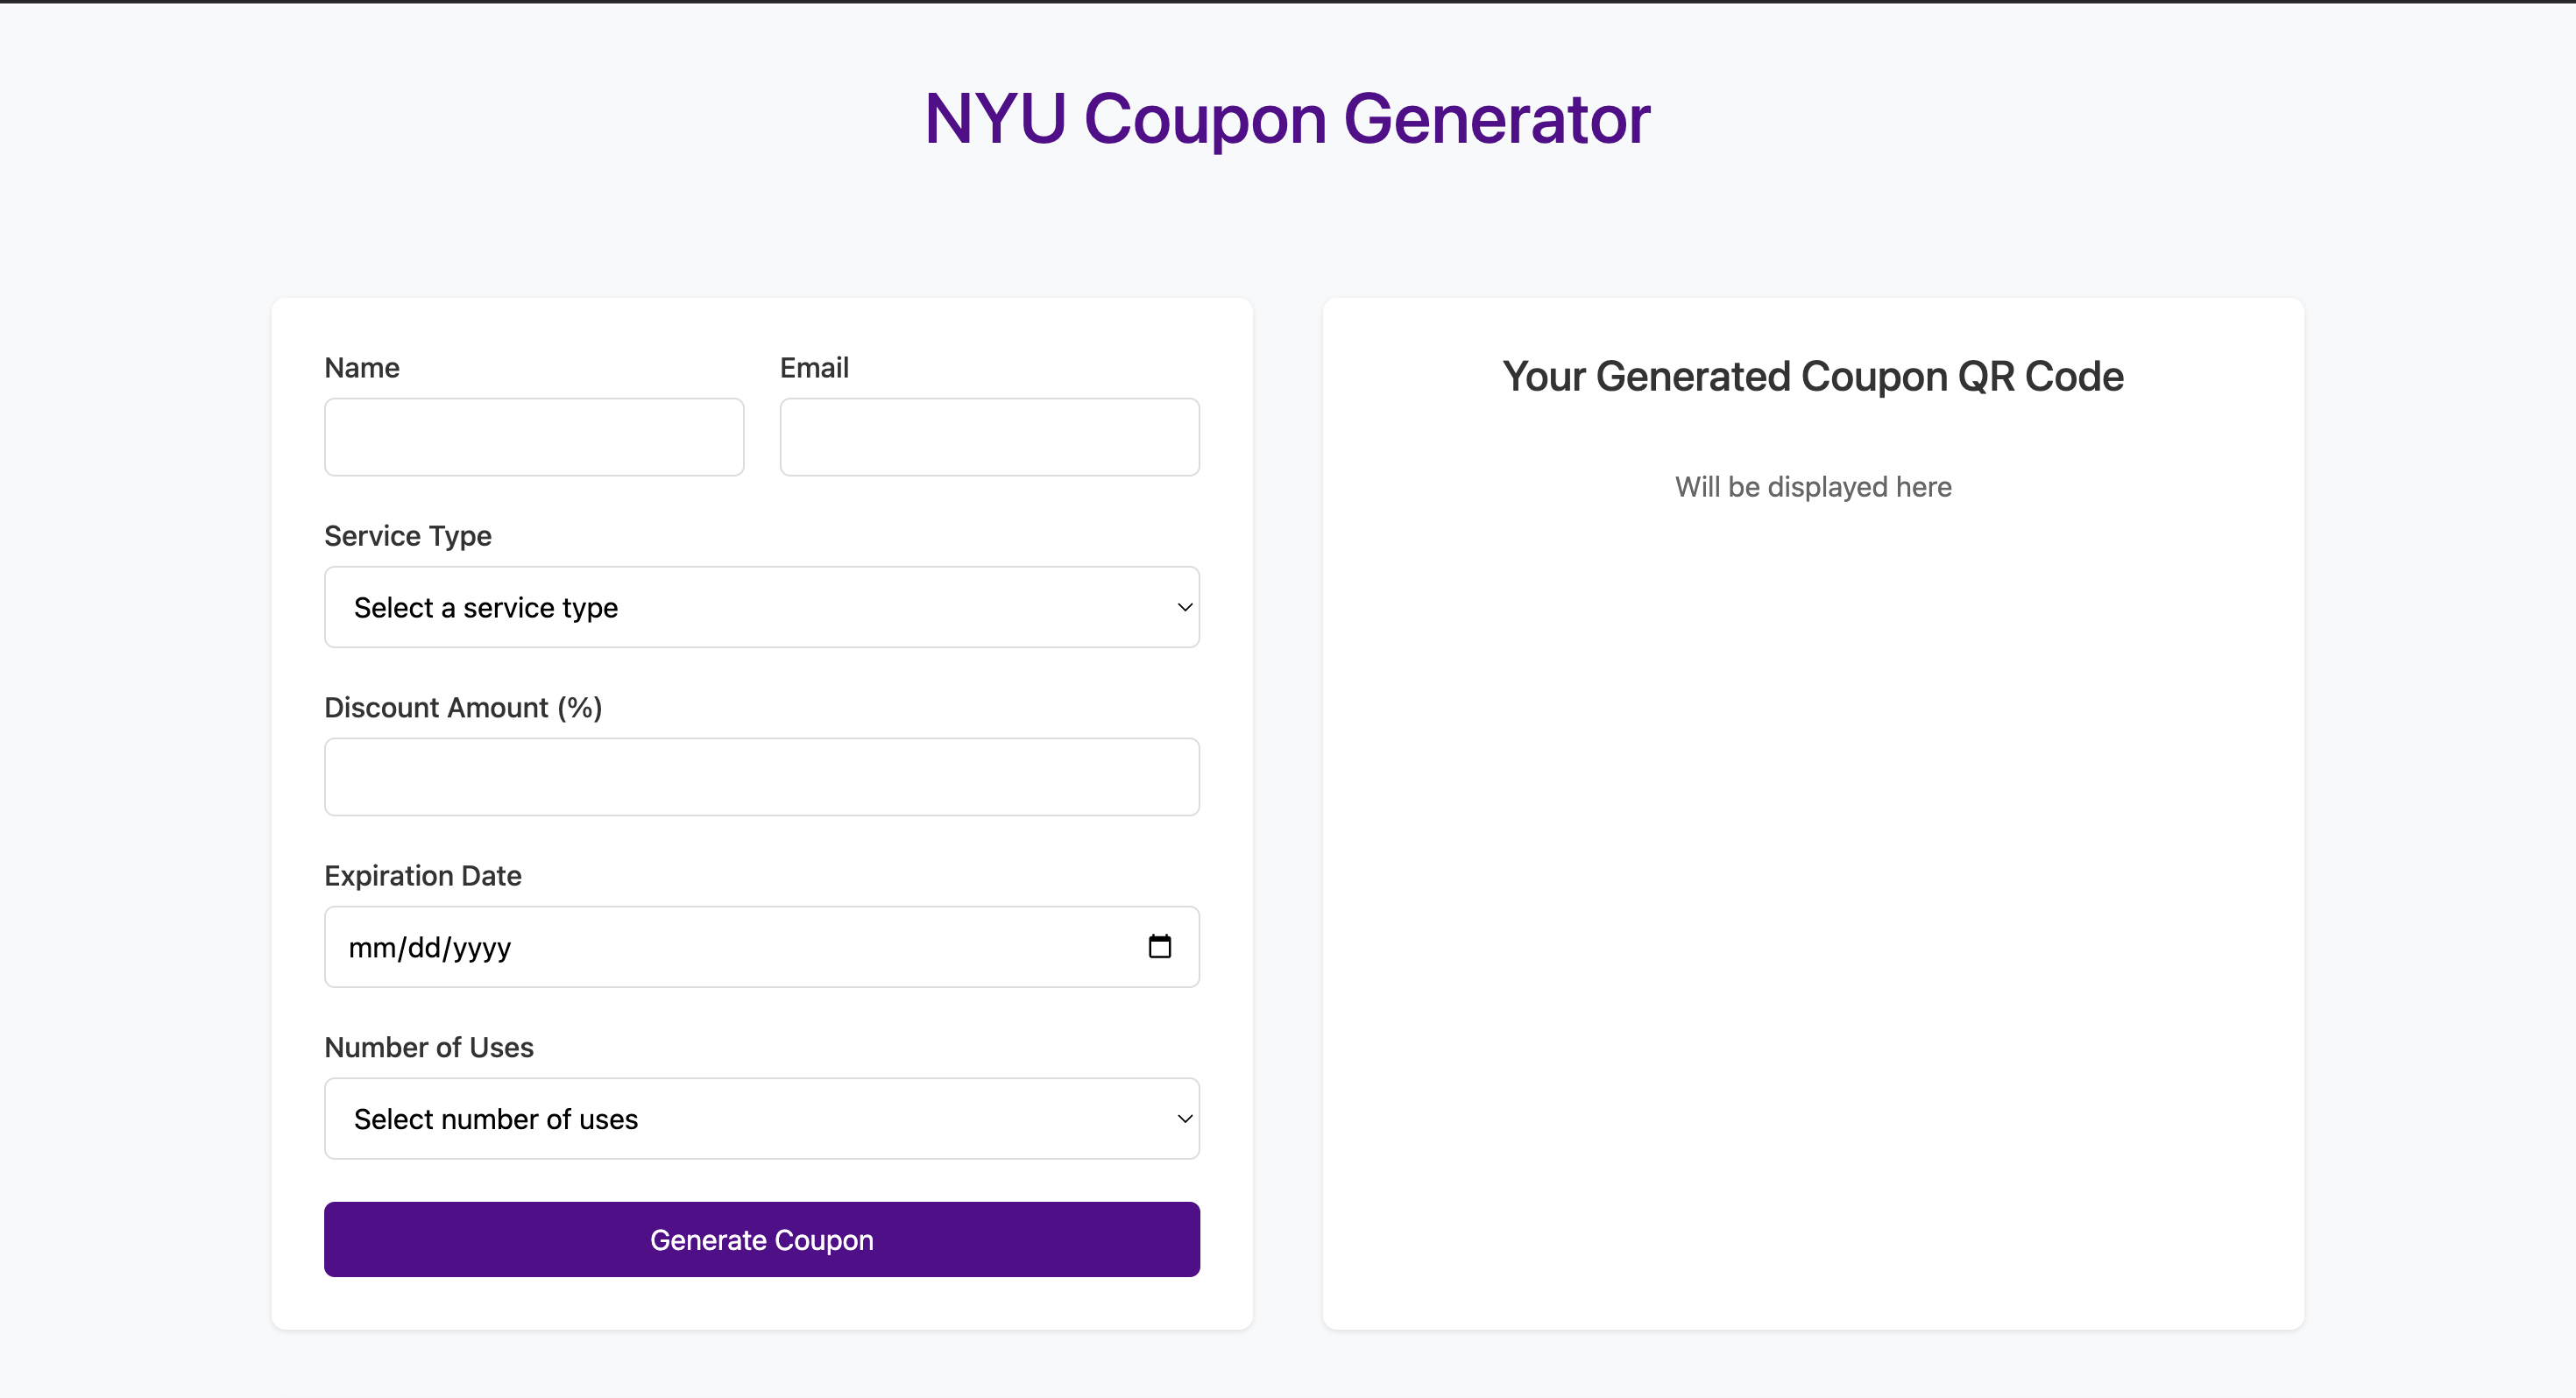 NYU Coupon Generator
Name
Email
Service Type
Select a service type
Discount Amount (%)
Expiration Date
mm/dd/yyyy
Number of Uses
Select number of uses
Generate Coupon
Your Generated Coupon QR Code
Will be displayed here